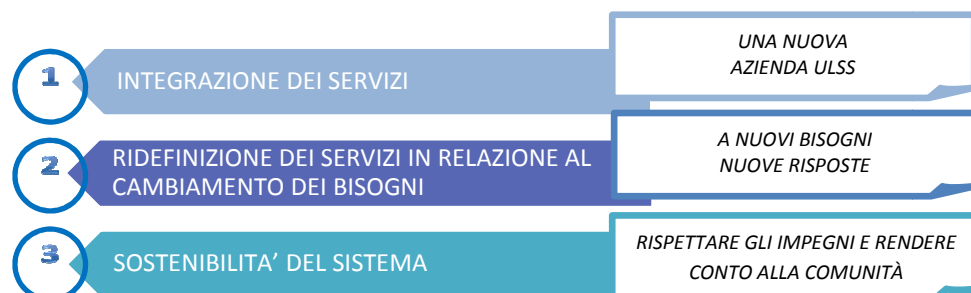 1
INTEGRAZIONE DEI SERVIZI
UNA NUOVA
AZIENDA ULSS
2
RIDEFINIZIONE DEI SERVIZI IN RELAZIONE AL
CAMBIAMENTO DEI BISOGNI
A NUOVI BISOGNI
NUOVE RISPOSTE
3
SOSTENIBILITA' DEL SISTEMA
RISPETTARE GLI IMPEGNI E RENDERE
CONTO ALLA COMUNITÀ